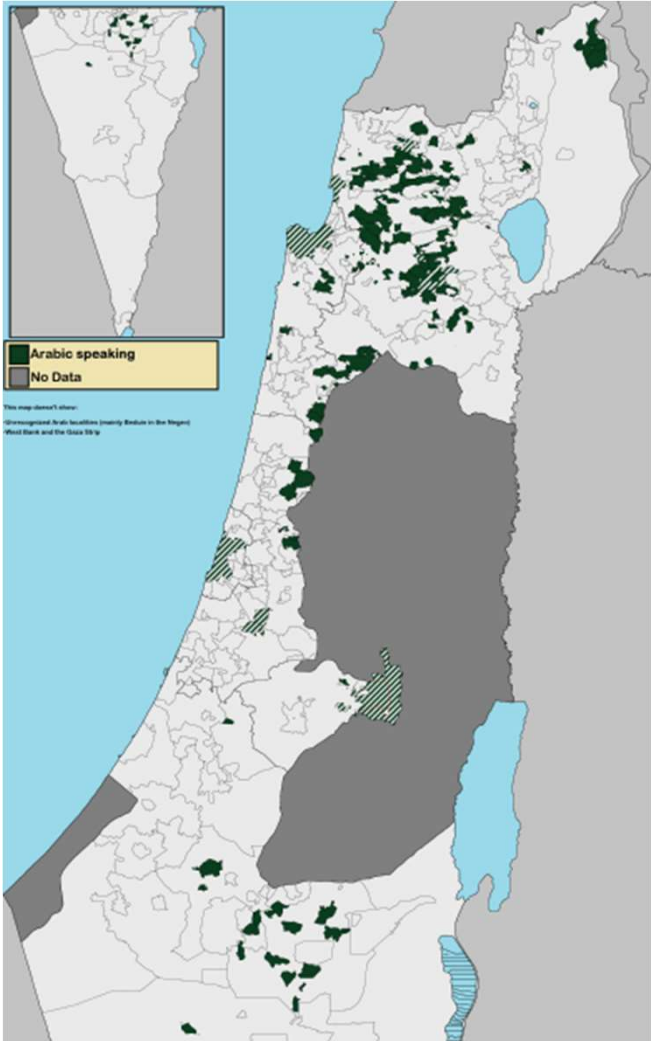 Arabic speaking
No Data
This map doesn't show:
-Unrecognized Arab localities (mainly Beduin in the Negev)
-West Bank and the Gaza Strip